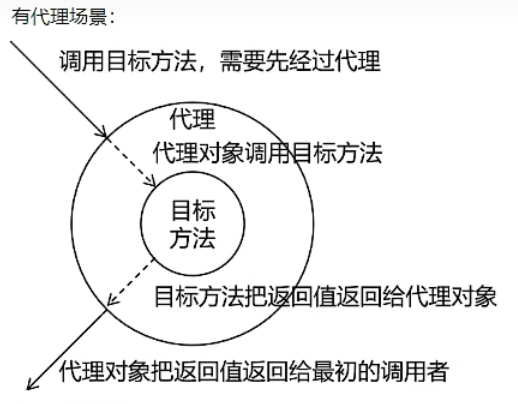 有代理场景：
调用目标方法，需要先经过代理
代理
代理对象调用目标方法
目标
方法
目标方法把返回值返回给代理对象
代理对象把返回值返回给最初的调用者